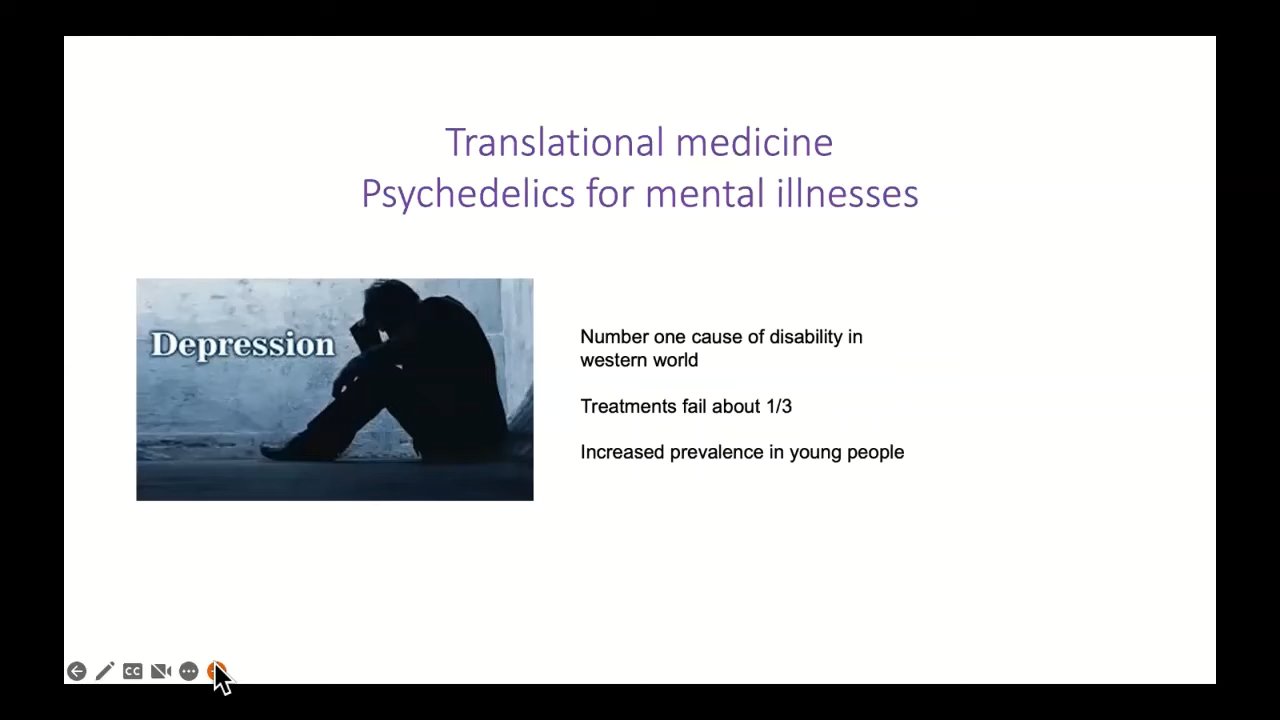 Translational medicine
Psychedelics for mental illnesses
Depression
Number one cause of disability in
western world
Treatments fail about 1/3
Increased prevalence in young people
CC